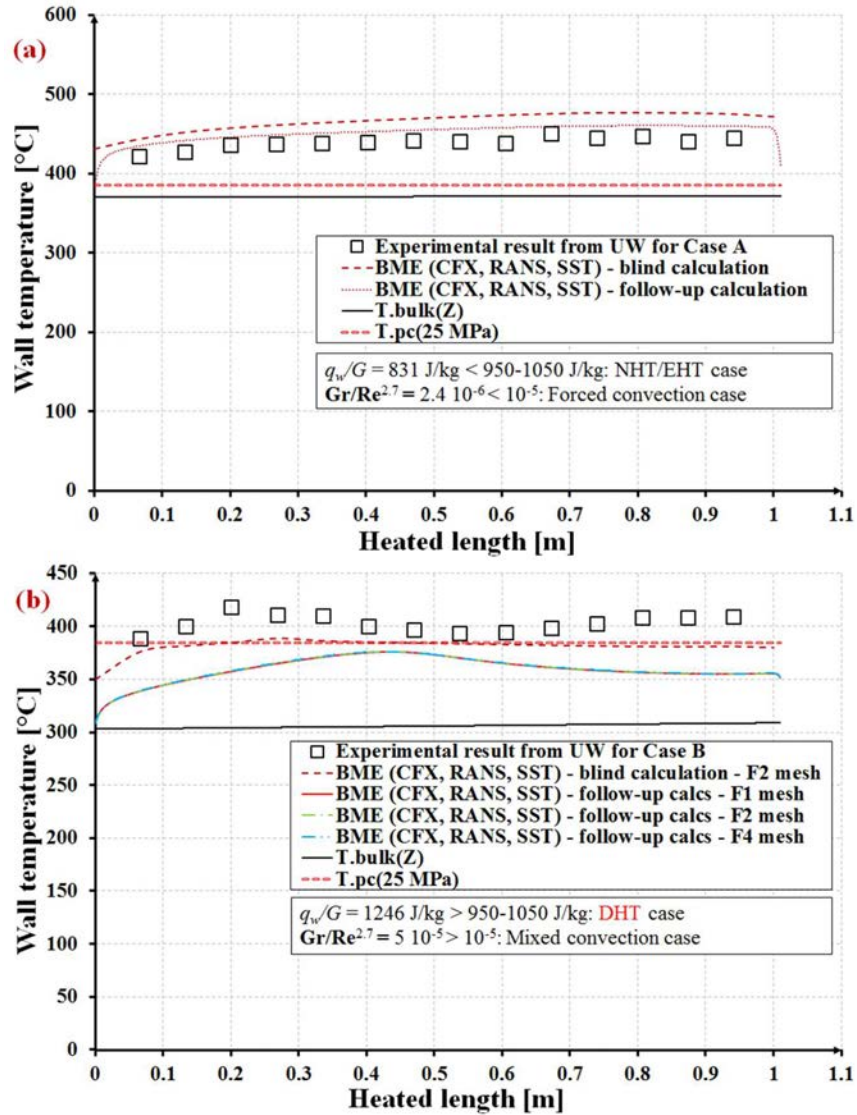 (a)
600
500
400
300
200
100
0
Wall temperature [°C]
Experimental result from UW for Case A
BME (CFX, RANS, SST) - blind calculation
BME (CFX, RANS, SST) - follow-up calculation
T.bulk(Z)
T.pc(25 MPa)
q_w/G = 831 J/kg < 950-1050 J/kg: NHT/EHT case
Gr/Re^2.7 = 2.4 10^-6 < 10^-5: Forced convection case
0 0.1 0.2 0.3 0.4 0.5 0.6 0.7 0.8 0.9 1 1.1
Heated length [m]
(b)
450
400
350
300
250
200
150
100
50
0
Wall temperature [°C]
Experimental result from UW for Case B
BME (CFX, RANS, SST) - blind calculation - F2 mesh
BME (CFX, RANS, SST) - follow-up calcs - F1 mesh
BME (CFX, RANS, SST) - follow-up calcs - F2 mesh
BME (CFX, RANS, SST) - follow-up calcs - F4 mesh
T.bulk(Z)
T.pc(25 MPa)
q_w/G = 1246 J/kg > 950-1050 J/kg: DHT case
Gr/Re^2.7 = 5 10^-5 > 10^-5: Mixed convection case
0 0.1 0.2 0.3 0.4 0.5 0.6 0.7 0.8 0.9 1 1.1
Heated length [m]